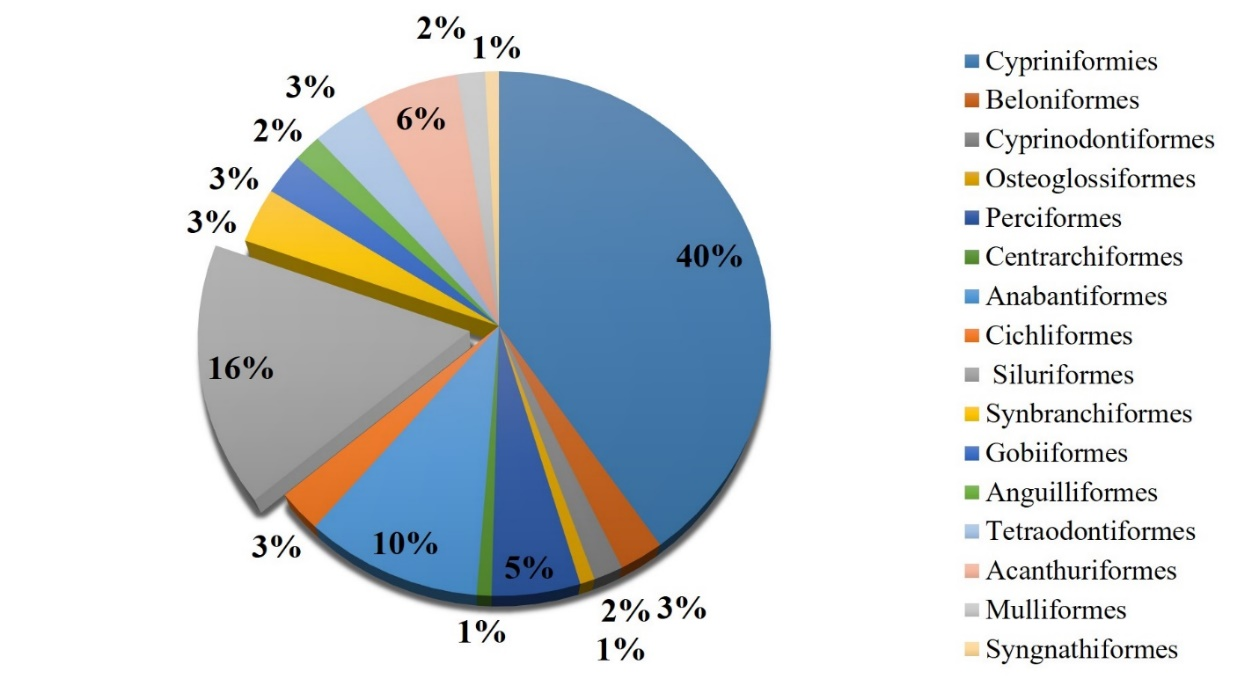 2%
1%
3%
6%
2%
3%
3%
40%
16%
10%
5%
3%
2%
3%
1%
1%
Cypriniformies
Beloniformes
Cyprinodontiformes
Osteoglossiformes
Perciformes
Centrarchiformes
Anabantiformes
Cichliformes
Siluriformes
Synbranchiformes
Gobiiformes
Anguilliformes
Tetraodontiformes
Acanthuriformes
Mulliformes
Syngnathiformes